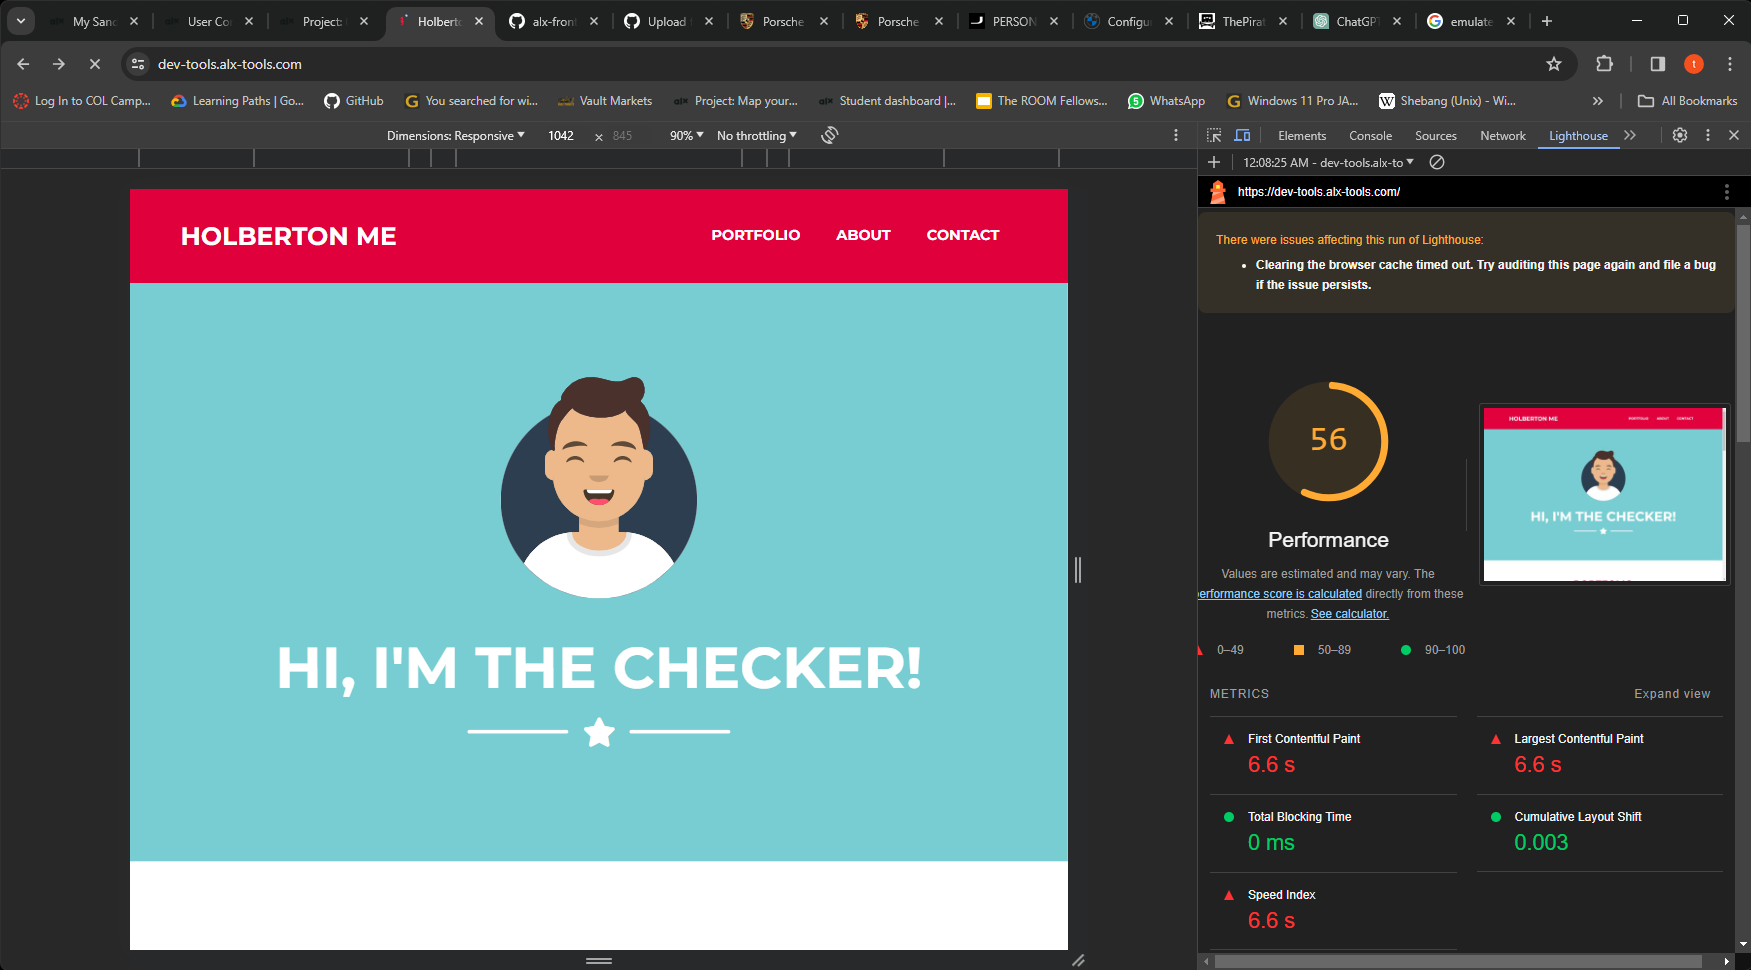 My Sanc
User Co
Project:
Holberto
alx-front
Upload
Porsche
Porsche
PERSON
Configur
ThePirat
ChatGPT
emulate
dev-tools.alx-tools.com
t
Log In to COL Camp...
Learning Paths | Go...
GitHub
You searched for wi...
Vault Markets
Project: Map your...
Student dashboard |...
The ROOM Fellows...
WhatsApp
Windows 11 Pro JA...
Shebang (Unix) - Wi...
All Bookmarks
Dimensions: Responsive
1042
×
845
90%
No throttling
Elements
Console
Sources
Network
Lighthouse
12:08:25 AM - dev-tools.alx-to
https://dev-tools.alx-tools.com/
HOLBERTON ME
PORTFOLIO
ABOUT
CONTACT
HI, I'M THE CHECKER!
There were issues affecting this run of Lighthouse:
• Clearing the browser cache timed out. Try auditing this page again and file a bug
if the issue persists.
56
Performance
Values are estimated and may vary. The
performance score is calculated directly from these
metrics. See calculator.
0–49
50–89
90–100
HOLBERTON ME
PORTFOLIO
ABOUT
CONTACT
HI, I'M THE CHECKER!
METRICS
Expand view
First Contentful Paint
6.6 s
Largest Contentful Paint
6.6 s
Total Blocking Time
0 ms
Cumulative Layout Shift
0.003
Speed Index
6.6 s